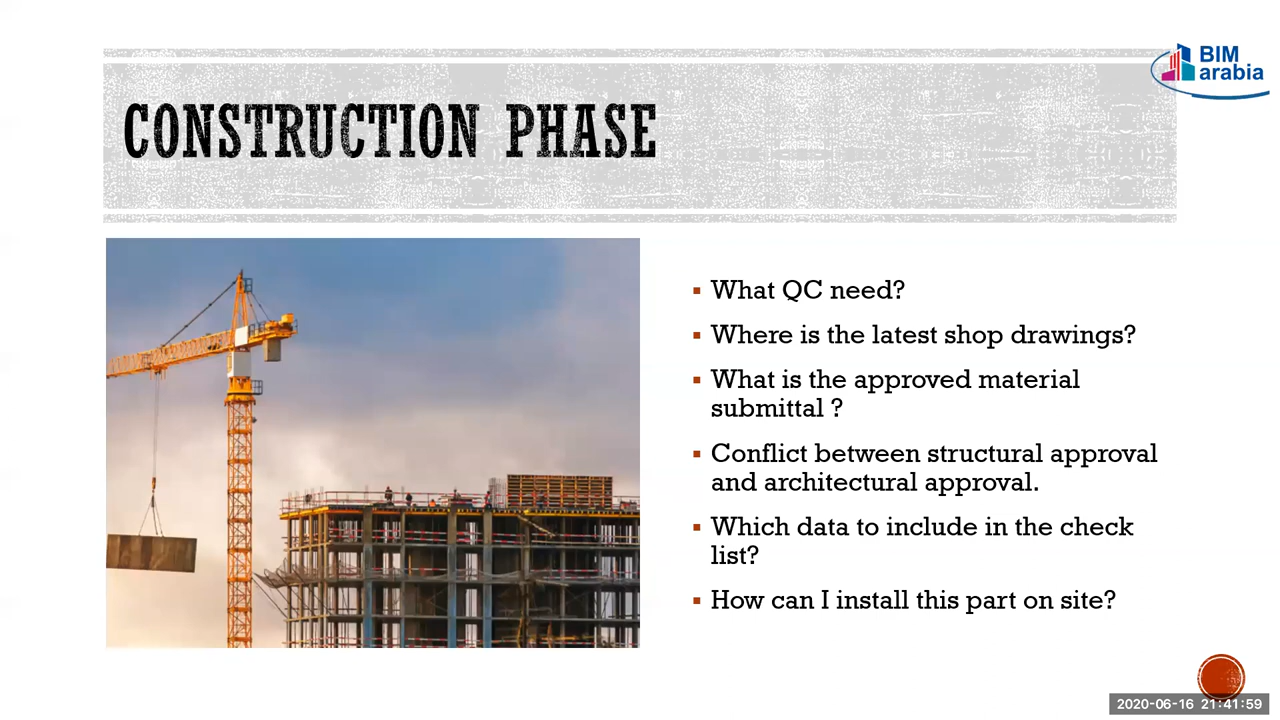 BIM
arabia
CONSTRUCTION PHASE
▪ What QC need?
▪ Where is the latest shop drawings?
▪ What is the approved material
submittal ?
▪ Conflict between structural approval
and architectural approval.
▪ Which data to include in the check
list?
▪ How can I install this part on site?
2020-06-16 21:41:59